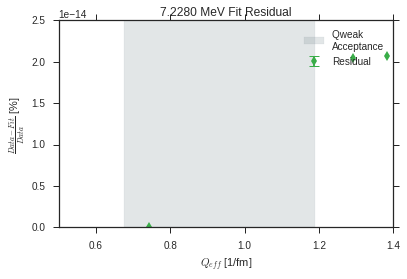 7.2280 MeV Fit Residual
1e−14
2.5
2.0
1.5
1.0
0.5
0.0
Data−Fit/Data [%]
Qweak
Acceptance
Residual
0.6 0.8 1.0 1.2 1.4
Q_eff [1/fm]